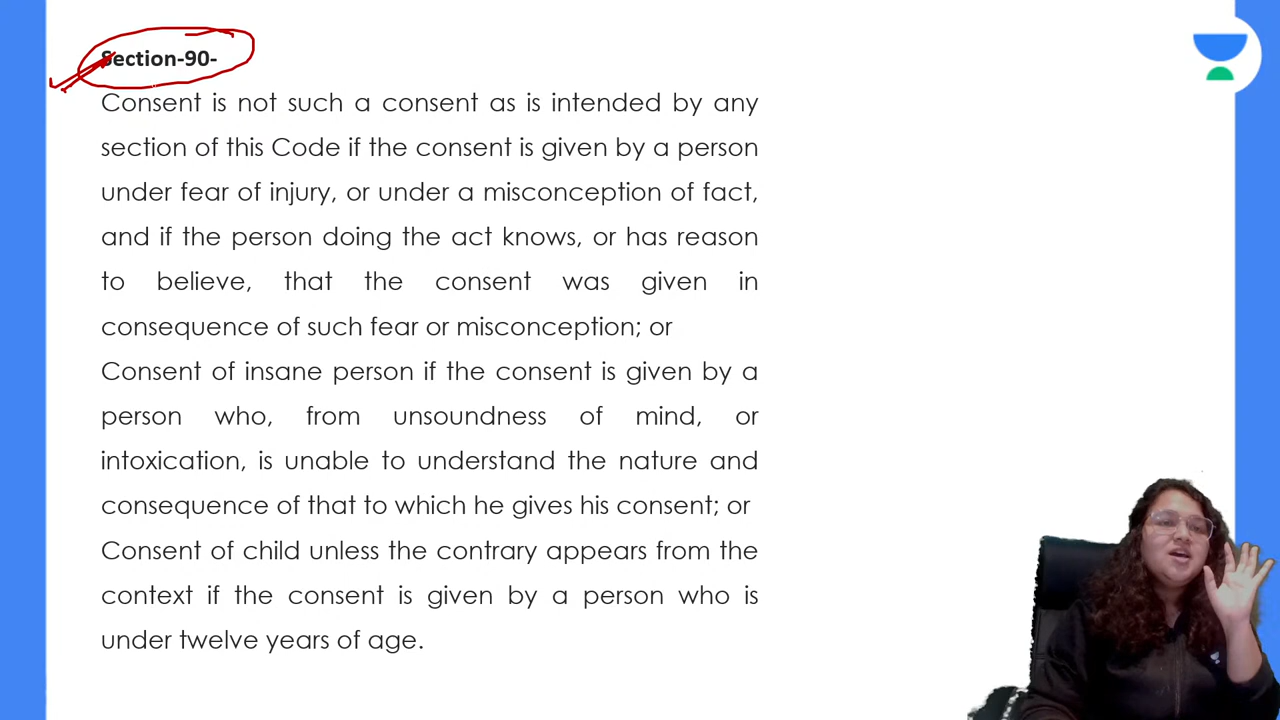 Section-90-
Consent is not such a consent as is intended by any
section of this Code if the consent is given by a person
under fear of injury, or under a misconception of fact,
and if the person doing the act knows, or has reason
to believe, that the consent was given in
consequence of such fear or misconception; or
Consent of insane person if the consent is given by a
person who, from unsoundness of mind, or
intoxication, is unable to understand the nature and
consequence of that to which he gives his consent; or
Consent of child unless the contrary appears from the
context if the consent is given by a person who is
under twelve years of age.